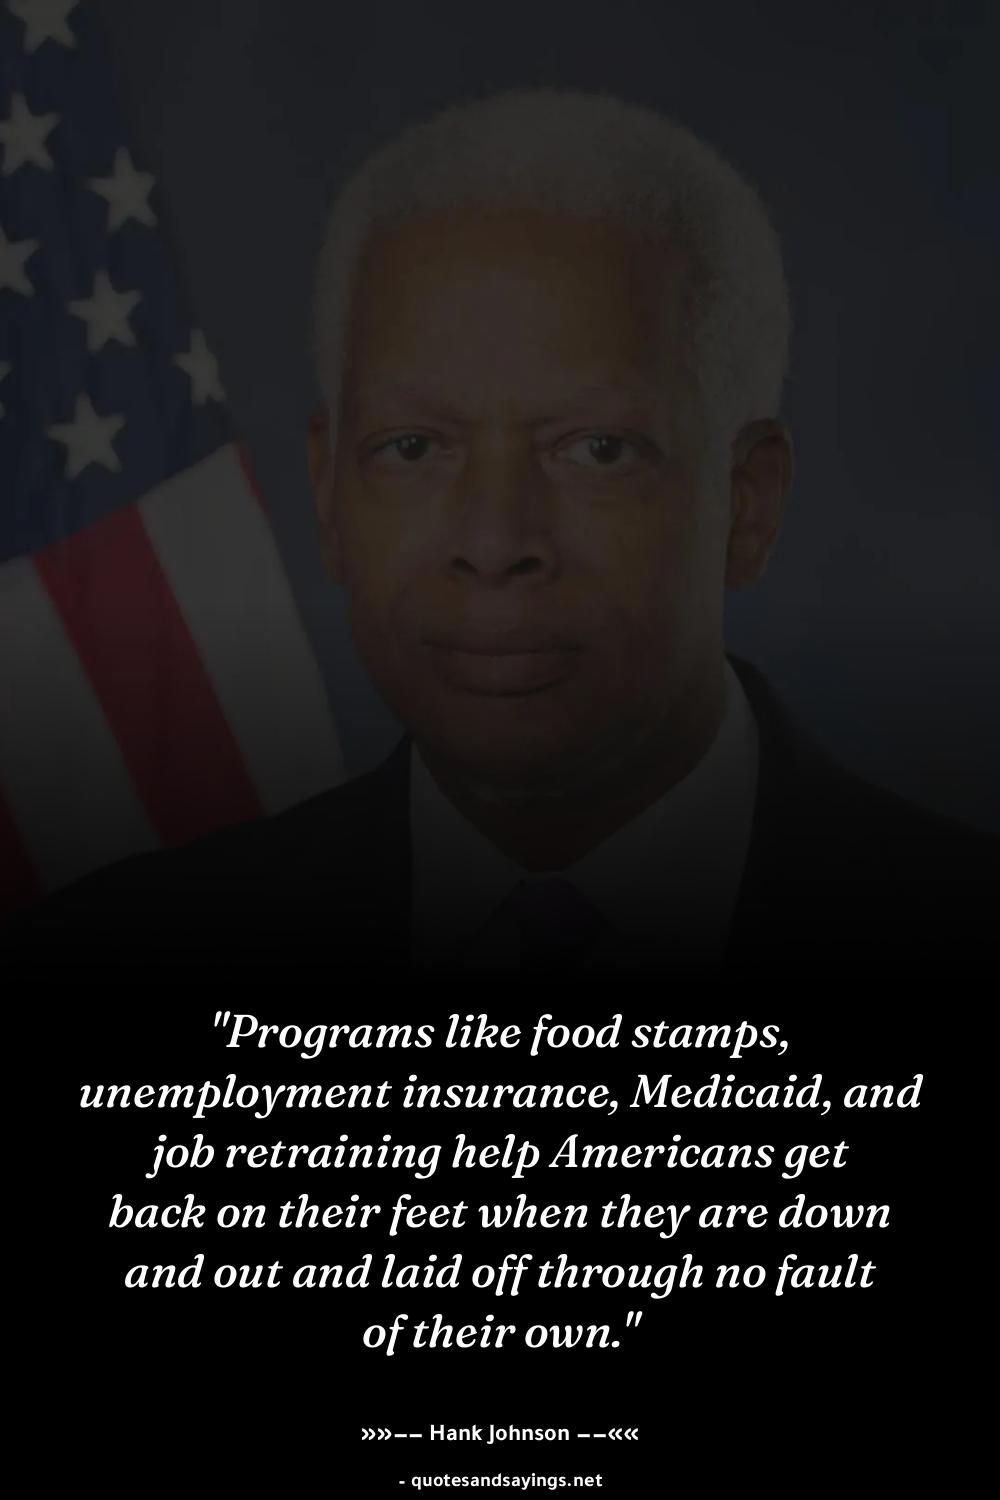 "Programs like food stamps,
unemployment insurance, Medicaid, and
job retraining help Americans get
back on their feet when they are down
and out and laid off through no fault
of their own."
»»—— Hank Johnson ——««
- quotesandsayings.net